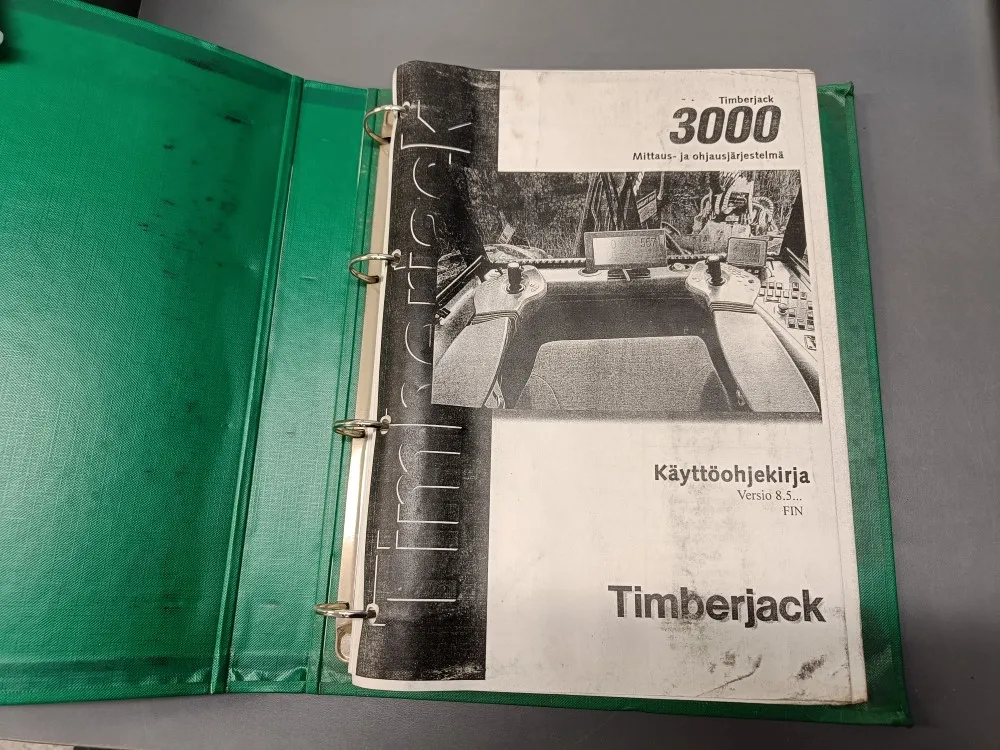 Timberjack
Timberjack
3000
Mittaus- ja ohjausjärjestelmä
Käyttöohjekirja
Versio 8.5...
FIN
Timberjack